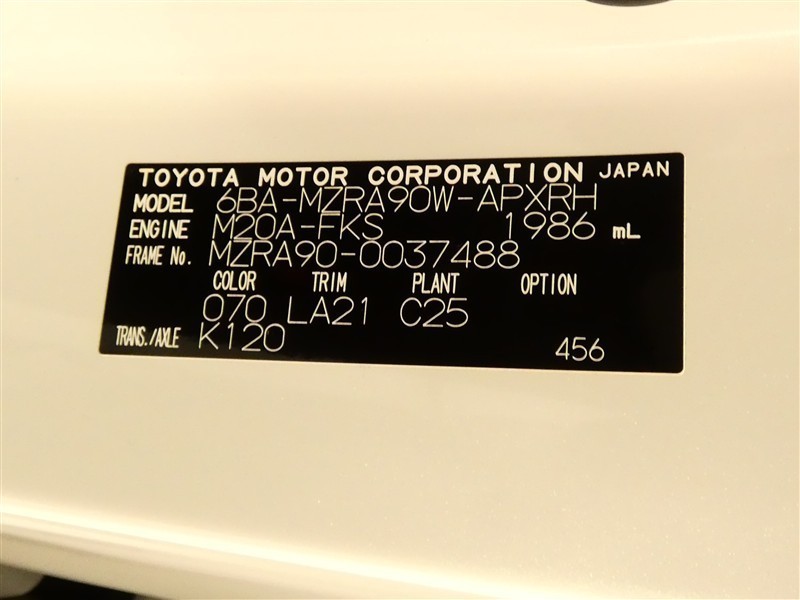 TOYOTA MOTOR CORPORATION JAPAN
MODEL 6BA-MZRA90W-APXRH
ENGINE M20A-FKS 1986 mL
FRAME No. MZRA90-0037488
COLOR TRIM PLANT OPTION
070 LA21 C25
TRANS./AXLE K120 456